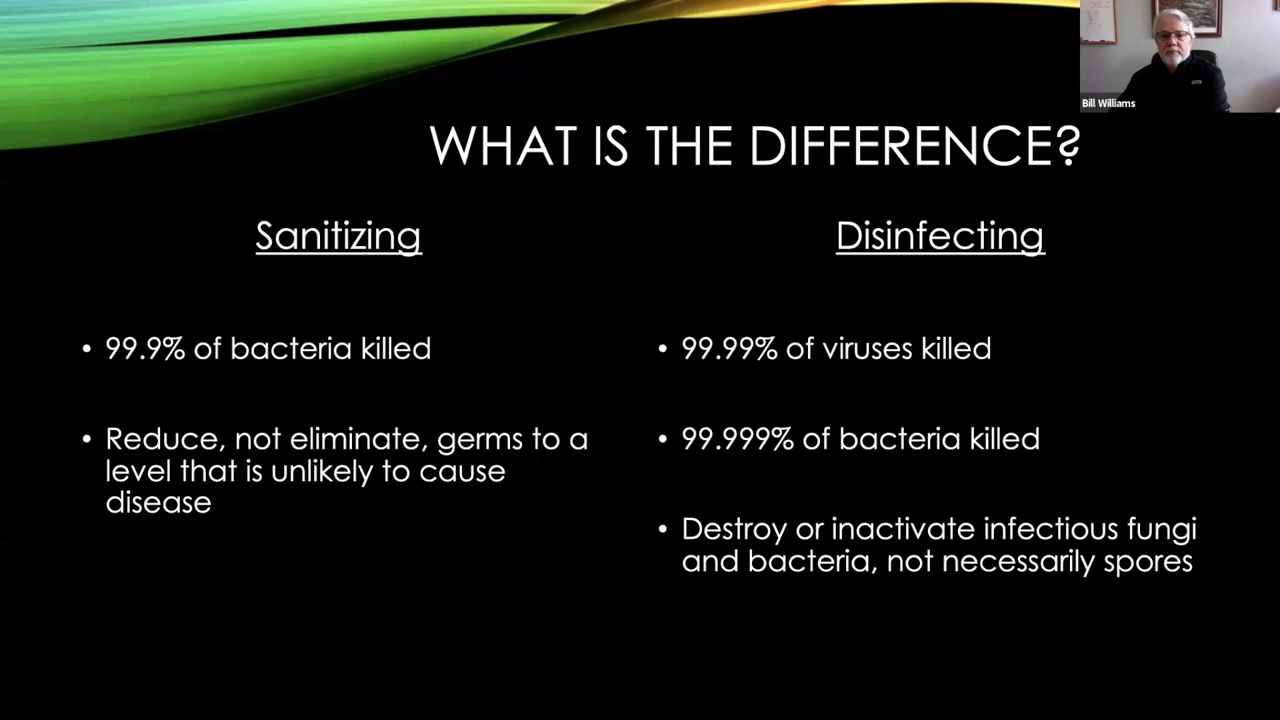 Bill Williams
WHAT IS THE DIFFERENCE?
Sanitizing
• 99.9% of bacteria killed
• Reduce, not eliminate, germs to a
level that is unlikely to cause
disease
Disinfecting
• 99.99% of viruses killed
• 99.999% of bacteria killed
• Destroy or inactivate infectious fungi
and bacteria, not necessarily spores